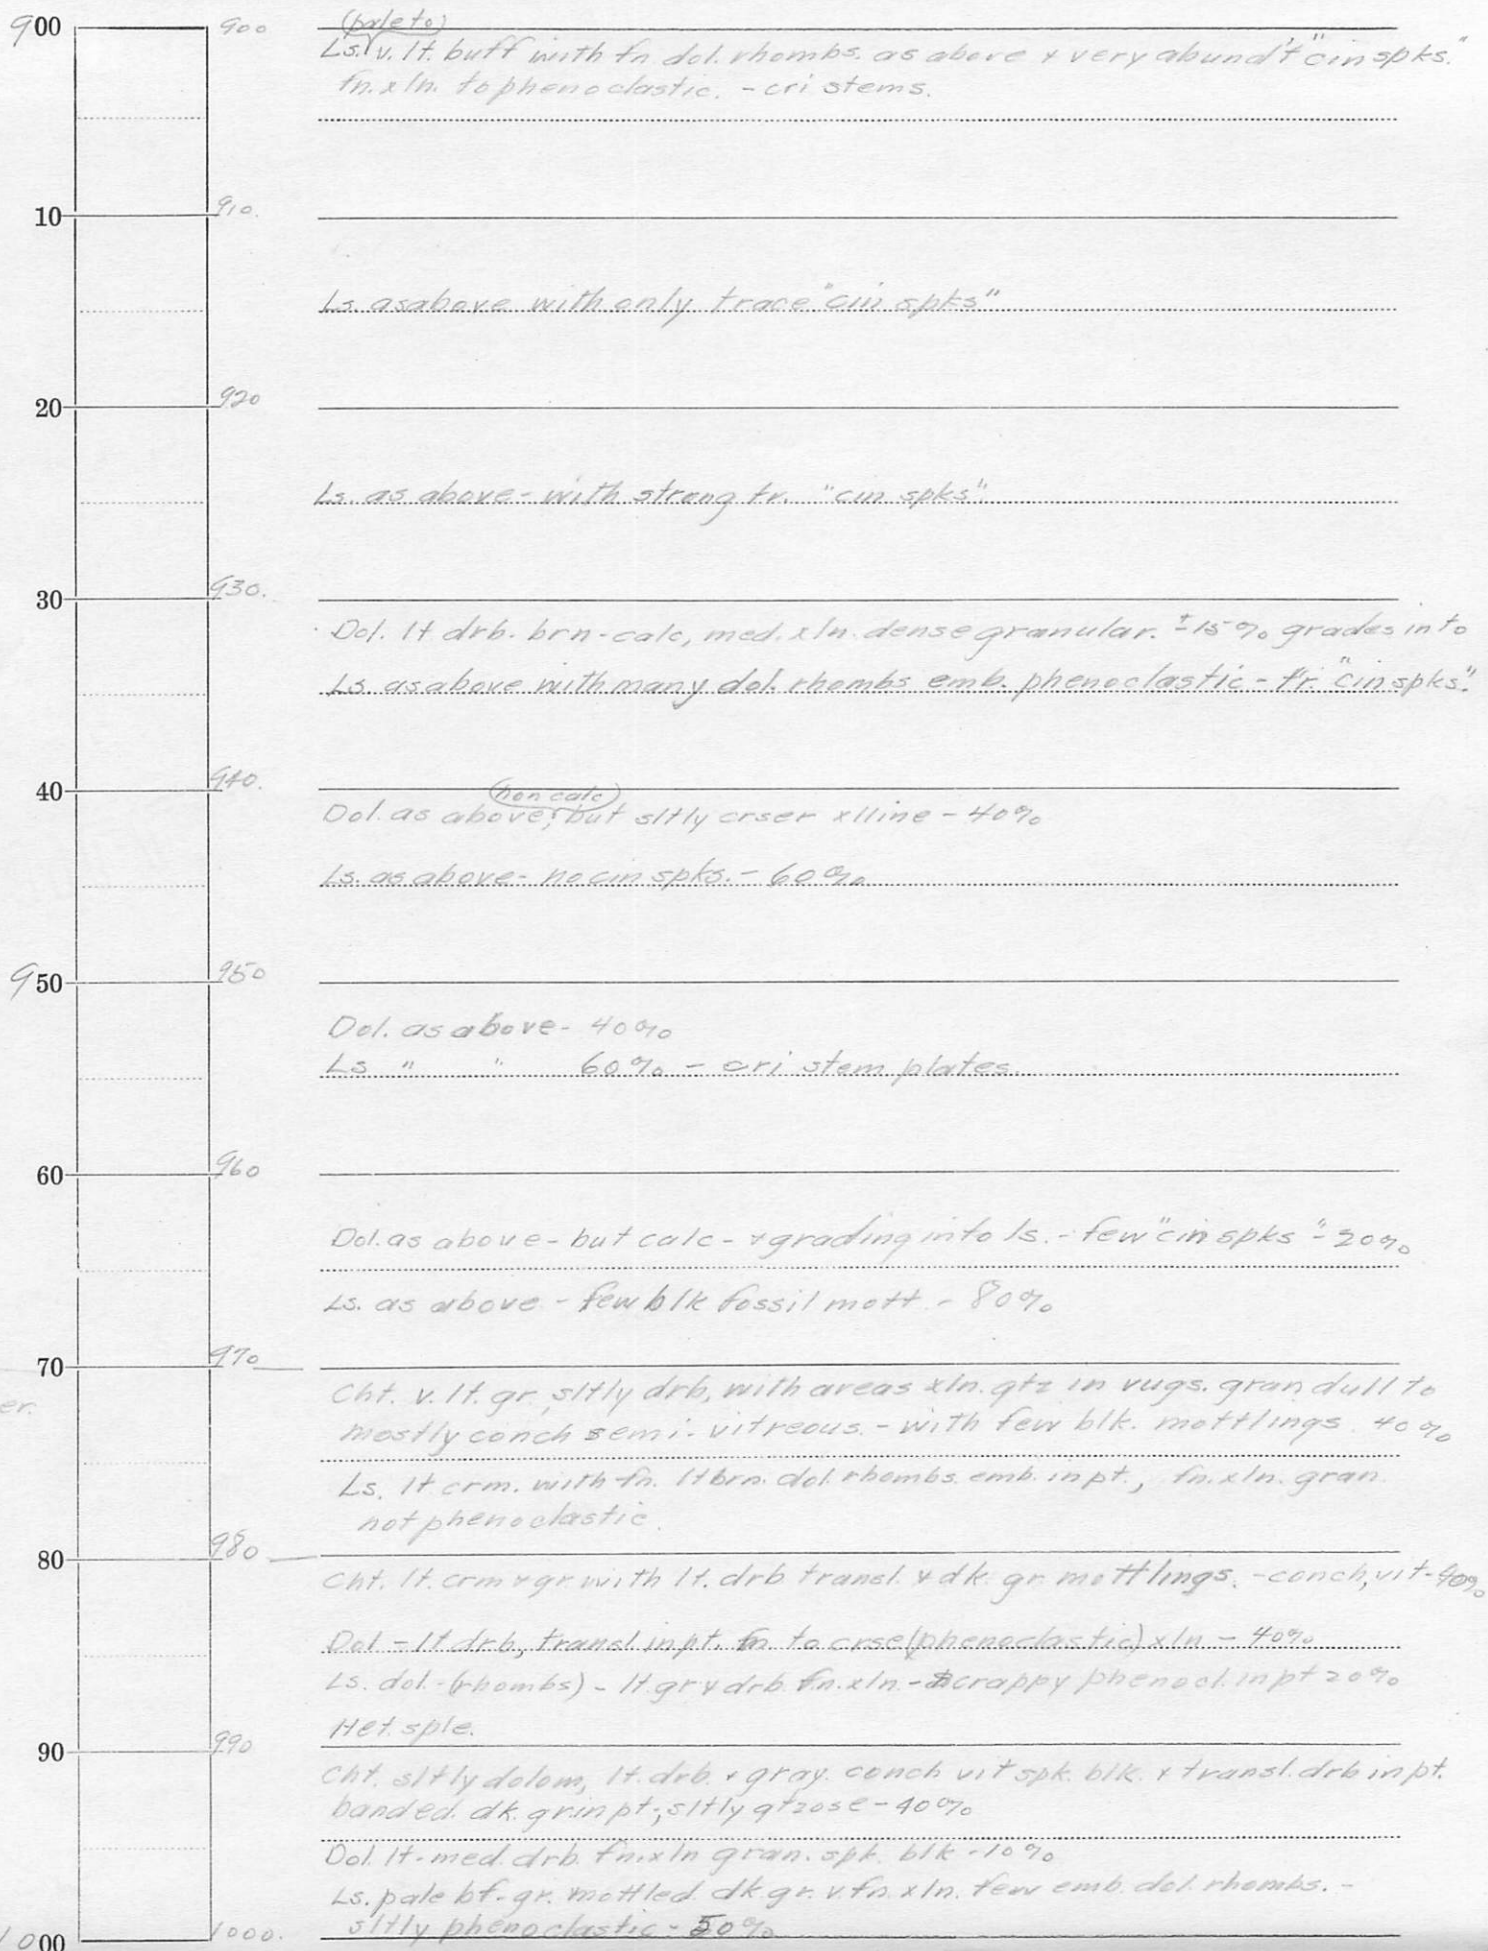 (pale to)
900 900
Ls. v. lt. buff with fn dol. rhombs. as above & very abund't "cin spks."
fn. xln. to phenoclastic. - cri stems.
10 910.
Ls. as above with only trace "cin spks"
20 920
Ls. as above - with strong tr. "cin spks".
30 930.
Dol. lt drb. brn - calc, med. xln. dense granular. ±15% grades into
Ls. as above with many dol. rhombs emb. phenoclastic - tr. "cin spks."
40 940.
(non calc)
Dol. as above, but sltly crser xlline - 40%
Ls. as above - no cin spks. - 60%
950 950
Dol. as above - 40%
Ls " " 60% - cri stem plates.
60 960
Dol. as above - but calc - & grading into ls. - few "cin spks" - 20%
Ls. as above - few blk fossil mott. - 80%
70 970
Cht. v. lt. gr, sltly drb, with areas xln. qtz in vugs. gran dull to
er.
mostly conch semi-vitreous. - with few blk. mottlings 40%
Ls. lt crm. with fn. lt brn. dol. rhombs. emb. in pt., fn. xln. gran
not phenoclastic.
80 980
Cht. lt. crm & gr. with lt. drb transl. & dk. gr. mottlings. - conch, vit - 40%
Dol - lt drb, transl in pt. fn. to crse (phenoclastic) xln - 40%
Ls. dol - (rhombs) - lt. gr & drb fn. xln - scrappy phenocl. in pt 20%
Het. sple.
90 990
Cht. sltly dolom, lt. drb. & gray. conch vit spk. blk. & transl. drb in pt.
banded. dk. gr. in pt., sltly qtzose - 40%
Dol. lt - med. drb. fn. xln gran. spk. blk - 10%
Ls. pale bf - gr. mottled dk gr. v. fn. xln. few emb. dol. rhombs. -
sltly phenoclastic - 50%
1000 1000.